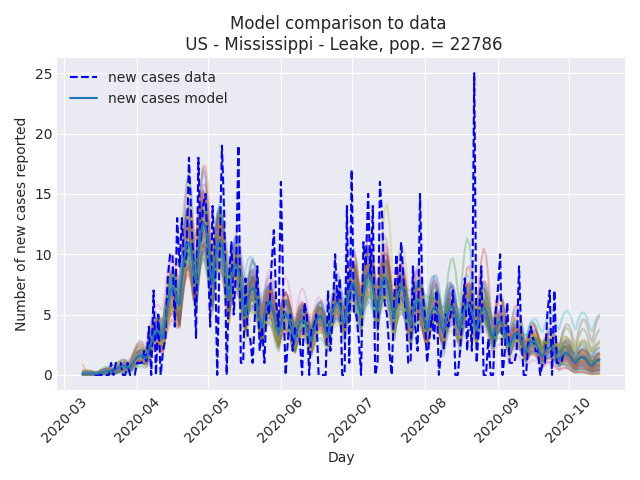 Model comparison to data
US - Mississippi - Leake, pop. = 22786
new cases data
new cases model
Number of new cases reported
25
20
15
10
5
0
2020-03
2020-04
2020-05
2020-06
2020-07
2020-08
2020-09
2020-10
Day